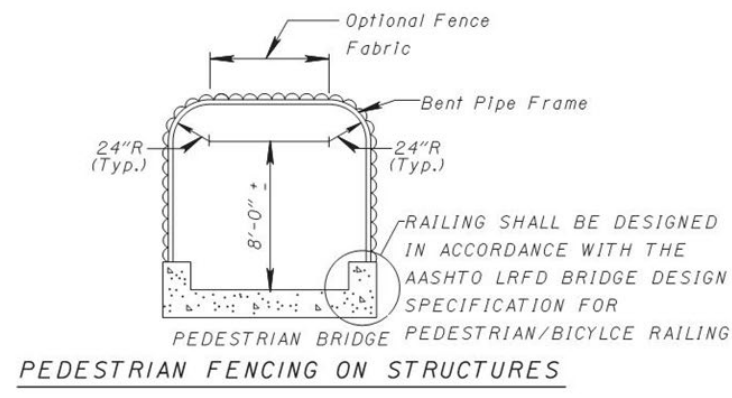 Optional Fence
Fabric
Bent Pipe Frame
24"R
(Typ.)
24"R
(Typ.)
8'-0" ±
RAILING SHALL BE DESIGNED
IN ACCORDANCE WITH THE
AASHTO LRFD BRIDGE DESIGN
SPECIFICATION FOR
PEDESTRIAN/BICYLCE RAILING
PEDESTRIAN BRIDGE
PEDESTRIAN FENCING ON STRUCTURES